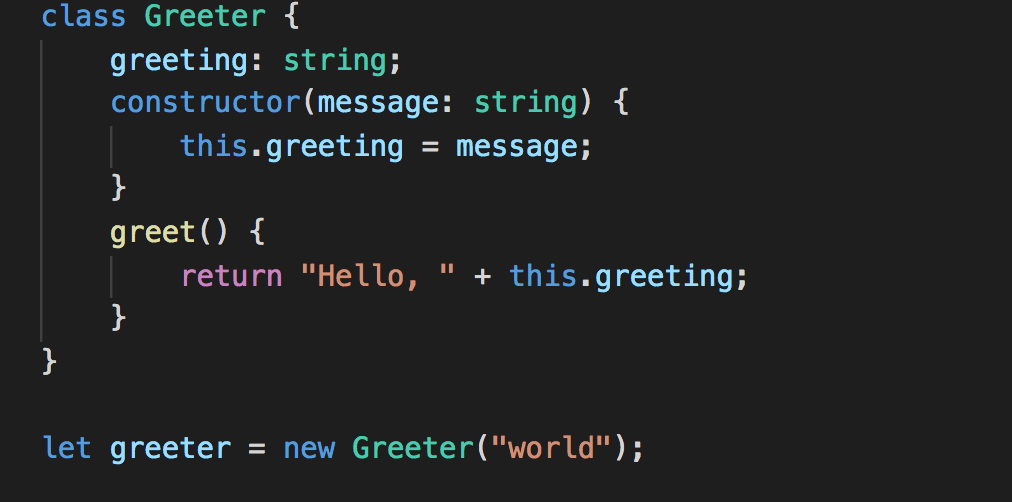 class Greeter {
    greeting: string;
    constructor(message: string) {
        this.greeting = message;
    }
    greet() {
        return "Hello, " + this.greeting;
    }
}

let greeter = new Greeter("world");